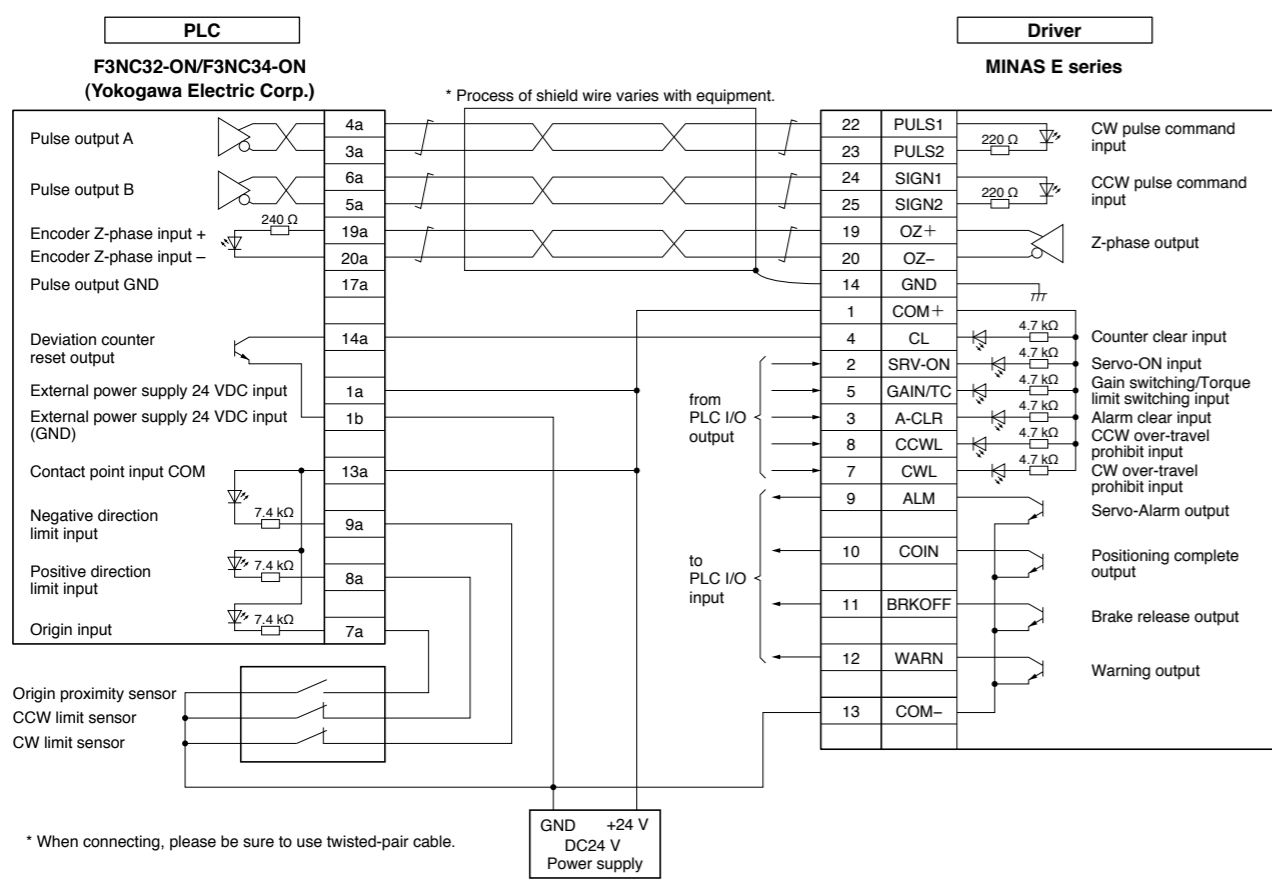 PLC
Driver
F3NC32-ON/F3NC34-ON
(Yokogawa Electric Corp.)
MINAS E series
* Process of shield wire varies with equipment.
Pulse output A
4a
3a
22 PULS1
23 PULS2
220 Ω
CW pulse command
input
Pulse output B
6a
5a
24 SIGN1
25 SIGN2
220 Ω
CCW pulse command
input
240 Ω
Encoder Z-phase input +
19a
Encoder Z-phase input –
20a
19 OZ+
20 OZ–
Z-phase output
Pulse output GND
17a
14 GND
1 COM+
Deviation counter
reset output
14a
4 CL
4.7 kΩ
Counter clear input
2 SRV-ON
4.7 kΩ
Servo-ON input
External power supply 24 VDC input
1a
from
PLC I/O
output
5 GAIN/TC
4.7 kΩ
Gain switching/Torque
limit switching input
External power supply 24 VDC input
(GND)
1b
3 A-CLR
4.7 kΩ
Alarm clear input
8 CCWL
4.7 kΩ
CCW over-travel
prohibit input
Contact point input COM
13a
7 CWL
4.7 kΩ
CW over-travel
prohibit input
Negative direction
limit input
7.4 kΩ
9a
9 ALM
Servo-Alarm output
to
PLC I/O
input
10 COIN
Positioning complete
output
Positive direction
limit input
7.4 kΩ
8a
11 BRKOFF
Brake release output
Origin input
7.4 kΩ
7a
12 WARN
Warning output
Origin proximity sensor
CCW limit sensor
CW limit sensor
13 COM–
GND +24 V
DC24 V
Power supply
* When connecting, please be sure to use twisted-pair cable.